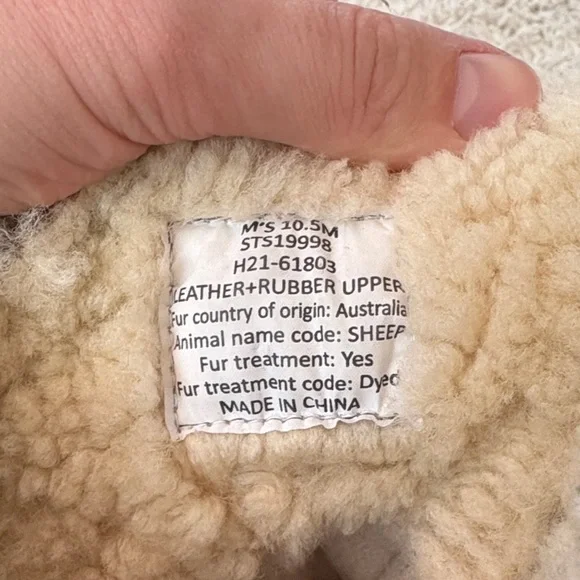 M's 10.5M
STS19998
H21-61803
LEATHER+RUBBER UPPER
Fur country of origin: Australia
Animal name code: SHEEP
Fur treatment: Yes
Fur treatment code: Dyed
MADE IN CHINA